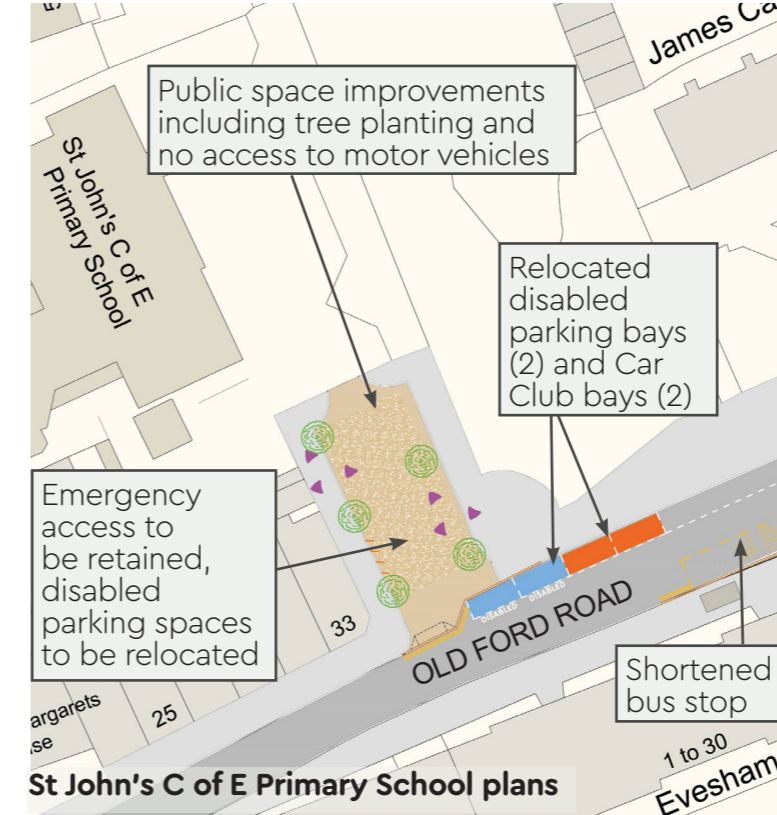 James Ca
St John's C of E
Primary School
Public space improvements
including tree planting and
no access to motor vehicles
Relocated
disabled
parking bays
(2) and Car
Club bays (2)
Emergency
access to
be retained,
disabled
parking spaces
to be relocated
33
25
argarets
se
DISABLED
DISABLED
OLD FORD ROAD
Shortened
bus stop
1 to 30
Evesham
St John's C of E Primary School plans